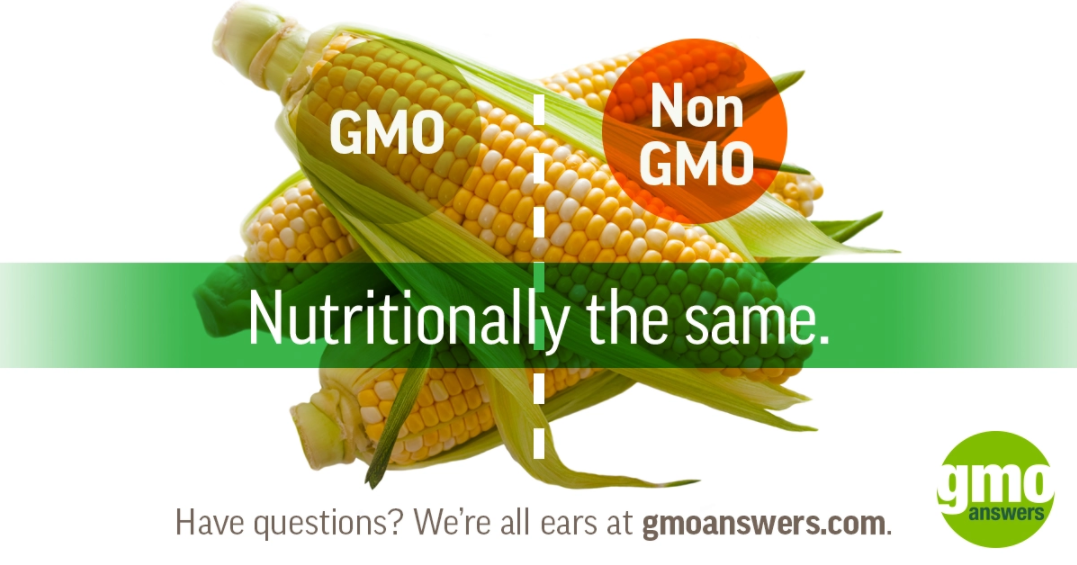 GMO
Non
GMO
Nutritionally the same.
Have questions? We're all ears at gmoanswers.com.
gmo
answers